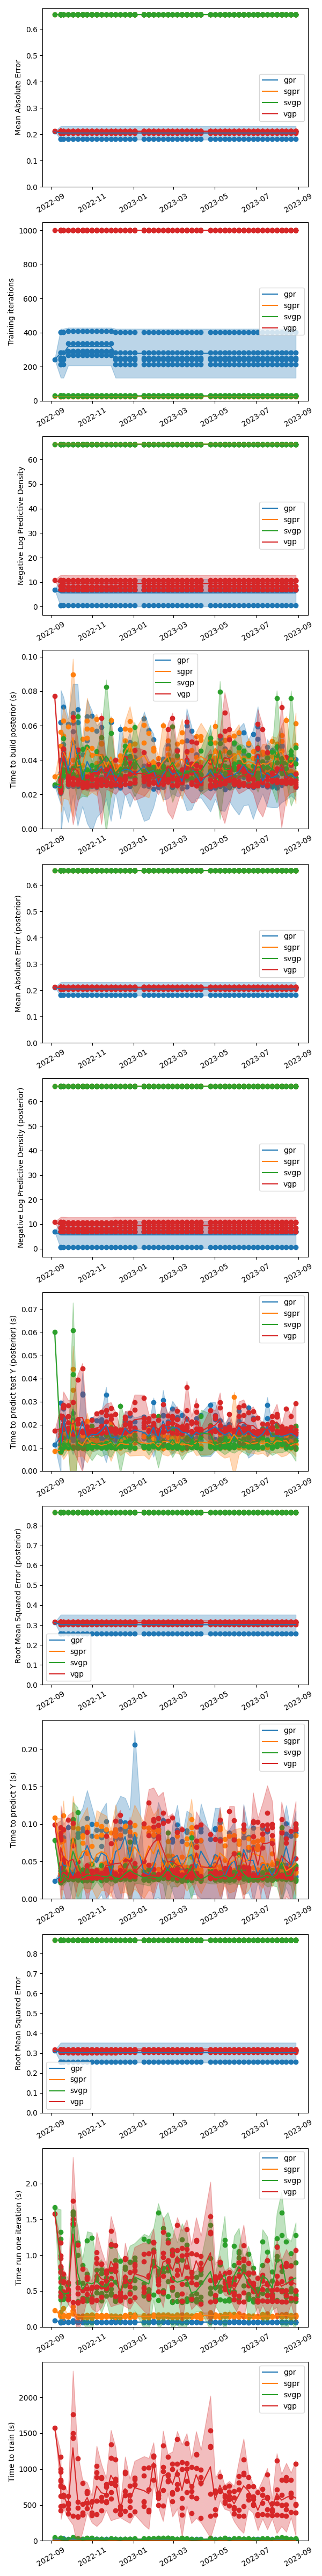 Mean Absolute Error
0.6
0.5
0.4
0.3
0.2
0.1
0.0
gpr
sgpr
svgp
vgp
2022-09
2022-11
2023-01
2023-03
2023-05
2023-07
2023-09
Training iterations
1000
800
600
400
200
0
gpr
sgpr
svgp
vgp
2022-09
2022-11
2023-01
2023-03
2023-05
2023-07
2023-09
Negative Log Predictive Density
60
50
40
30
20
10
0
gpr
sgpr
svgp
vgp
2022-09
2022-11
2023-01
2023-03
2023-05
2023-07
2023-09
Time to build posterior (s)
0.10
0.08
0.06
0.04
0.02
0.00
gpr
sgpr
svgp
vgp
2022-09
2022-11
2023-01
2023-03
2023-05
2023-07
2023-09
Mean Absolute Error (posterior)
0.6
0.5
0.4
0.3
0.2
0.1
0.0
gpr
sgpr
svgp
vgp
2022-09
2022-11
2023-01
2023-03
2023-05
2023-07
2023-09
Negative Log Predictive Density (posterior)
60
50
40
30
20
10
0
gpr
sgpr
svgp
vgp
2022-09
2022-11
2023-01
2023-03
2023-05
2023-07
2023-09
Time to predict test Y (posterior) (s)
0.07
0.06
0.05
0.04
0.03
0.02
0.01
0.00
gpr
sgpr
svgp
vgp
2022-09
2022-11
2023-01
2023-03
2023-05
2023-07
2023-09
Root Mean Squared Error (posterior)
0.8
0.7
0.6
0.5
0.4
0.3
0.2
0.1
0.0
gpr
sgpr
svgp
vgp
2022-09
2022-11
2023-01
2023-03
2023-05
2023-07
2023-09
Time to predict Y (s)
0.20
0.15
0.10
0.05
0.00
gpr
sgpr
svgp
vgp
2022-09
2022-11
2023-01
2023-03
2023-05
2023-07
2023-09
Root Mean Squared Error
0.8
0.7
0.6
0.5
0.4
0.3
0.2
0.1
0.0
gpr
sgpr
svgp
vgp
2022-09
2022-11
2023-01
2023-03
2023-05
2023-07
2023-09
Time run one iteration (s)
2.0
1.5
1.0
0.5
0.0
gpr
sgpr
svgp
vgp
2022-09
2022-11
2023-01
2023-03
2023-05
2023-07
2023-09
Time to train (s)
2000
1500
1000
500
0
gpr
sgpr
svgp
vgp
2022-09
2022-11
2023-01
2023-03
2023-05
2023-07
2023-09